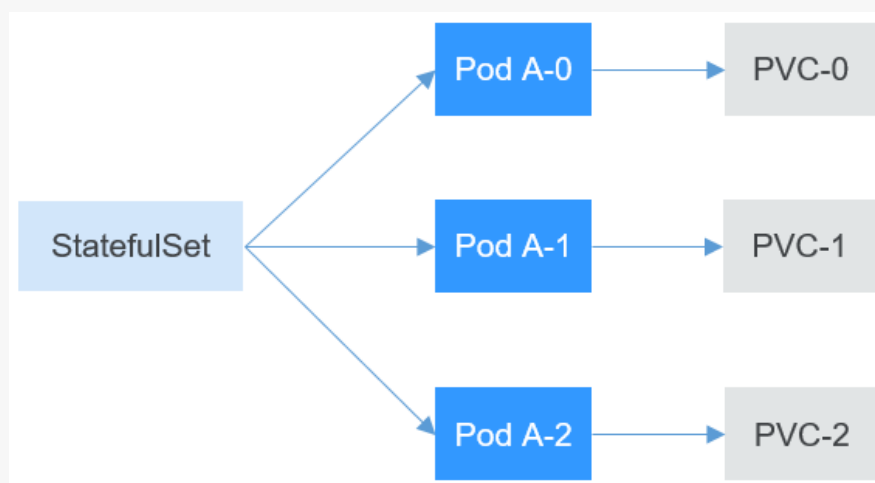 Pod A-0
PVC-0
StatefulSet
Pod A-1
PVC-1
Pod A-2
PVC-2